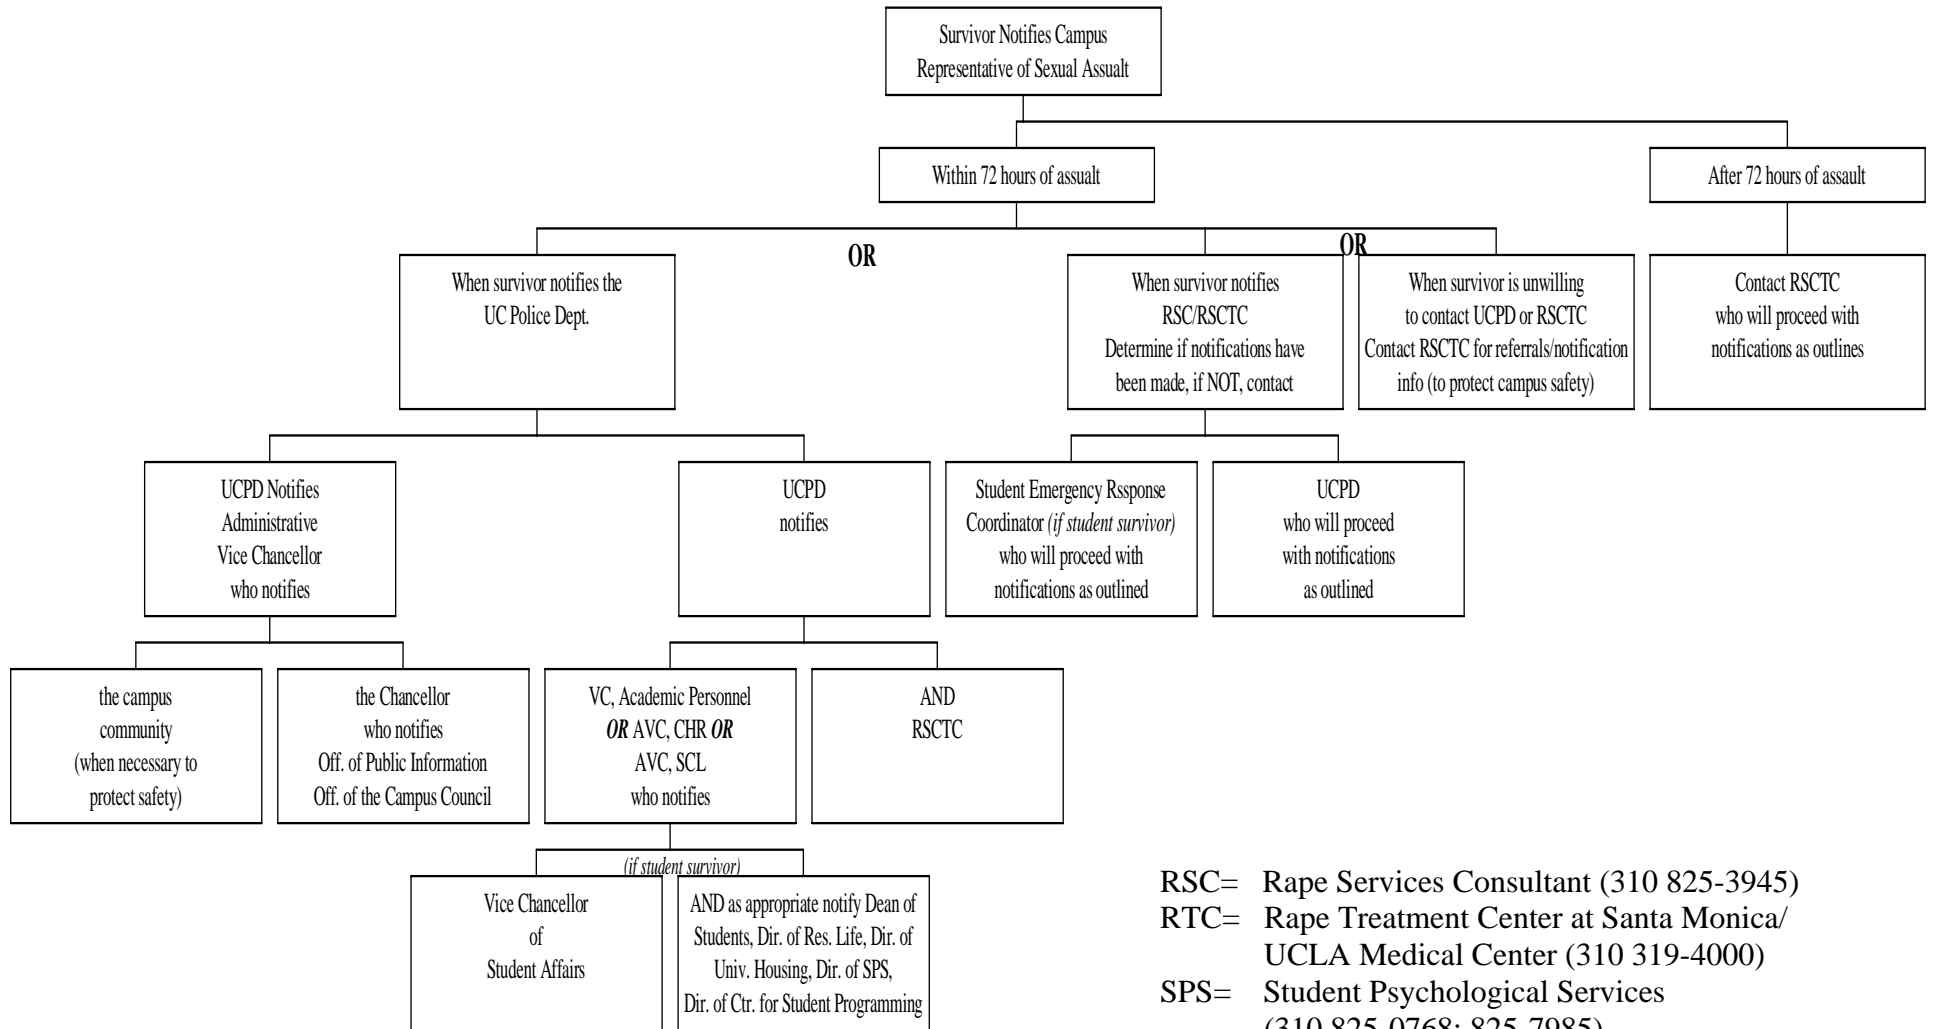 Survivor Notifies Campus
Representative of Sexual Assualt
Within 72 hours of assualt
After 72 hours of assault
OR
OR
When survivor notifies the
UC Police Dept.
When survivor notifies
RSC/RSCTC
Determine if notifications have
been made, if NOT, contact
When survivor is unwilling
to contact UCPD or RSCTC
Contact RSCTC for referrals/notification
info (to protect campus safety)
Contact RSCTC
who will proceed with
notifications as outlines
UCPD Notifies
Administrative
Vice Chancellor
who notifies
UCPD
notifies
Student Emergency Rssponse
Coordinator (if student survivor)
who will proceed with
notifications as outlined
UCPD
who will proceed
with notifications
as outlined
the campus
community
(when necessary to
protect safety)
the Chancellor
who notifies
Off. of Public Information
Off. of the Campus Council
VC, Academic Personnel
OR AVC, CHR OR
AVC, SCL
who notifies
AND
RSCTC
(if student survivor)
Vice Chancellor
of
Student Affairs
AND as appropriate notify Dean of
Students, Dir. of Res. Life, Dir. of
Univ. Housing, Dir. of SPS,
Dir. of Ctr. for Student Programming
RSC= Rape Services Consultant (310 825-3945)
RTC= Rape Treatment Center at Santa Monica/
UCLA Medical Center (310 319-4000)
SPS= Student Psychological Services
(310 825-0768; 825-7985)